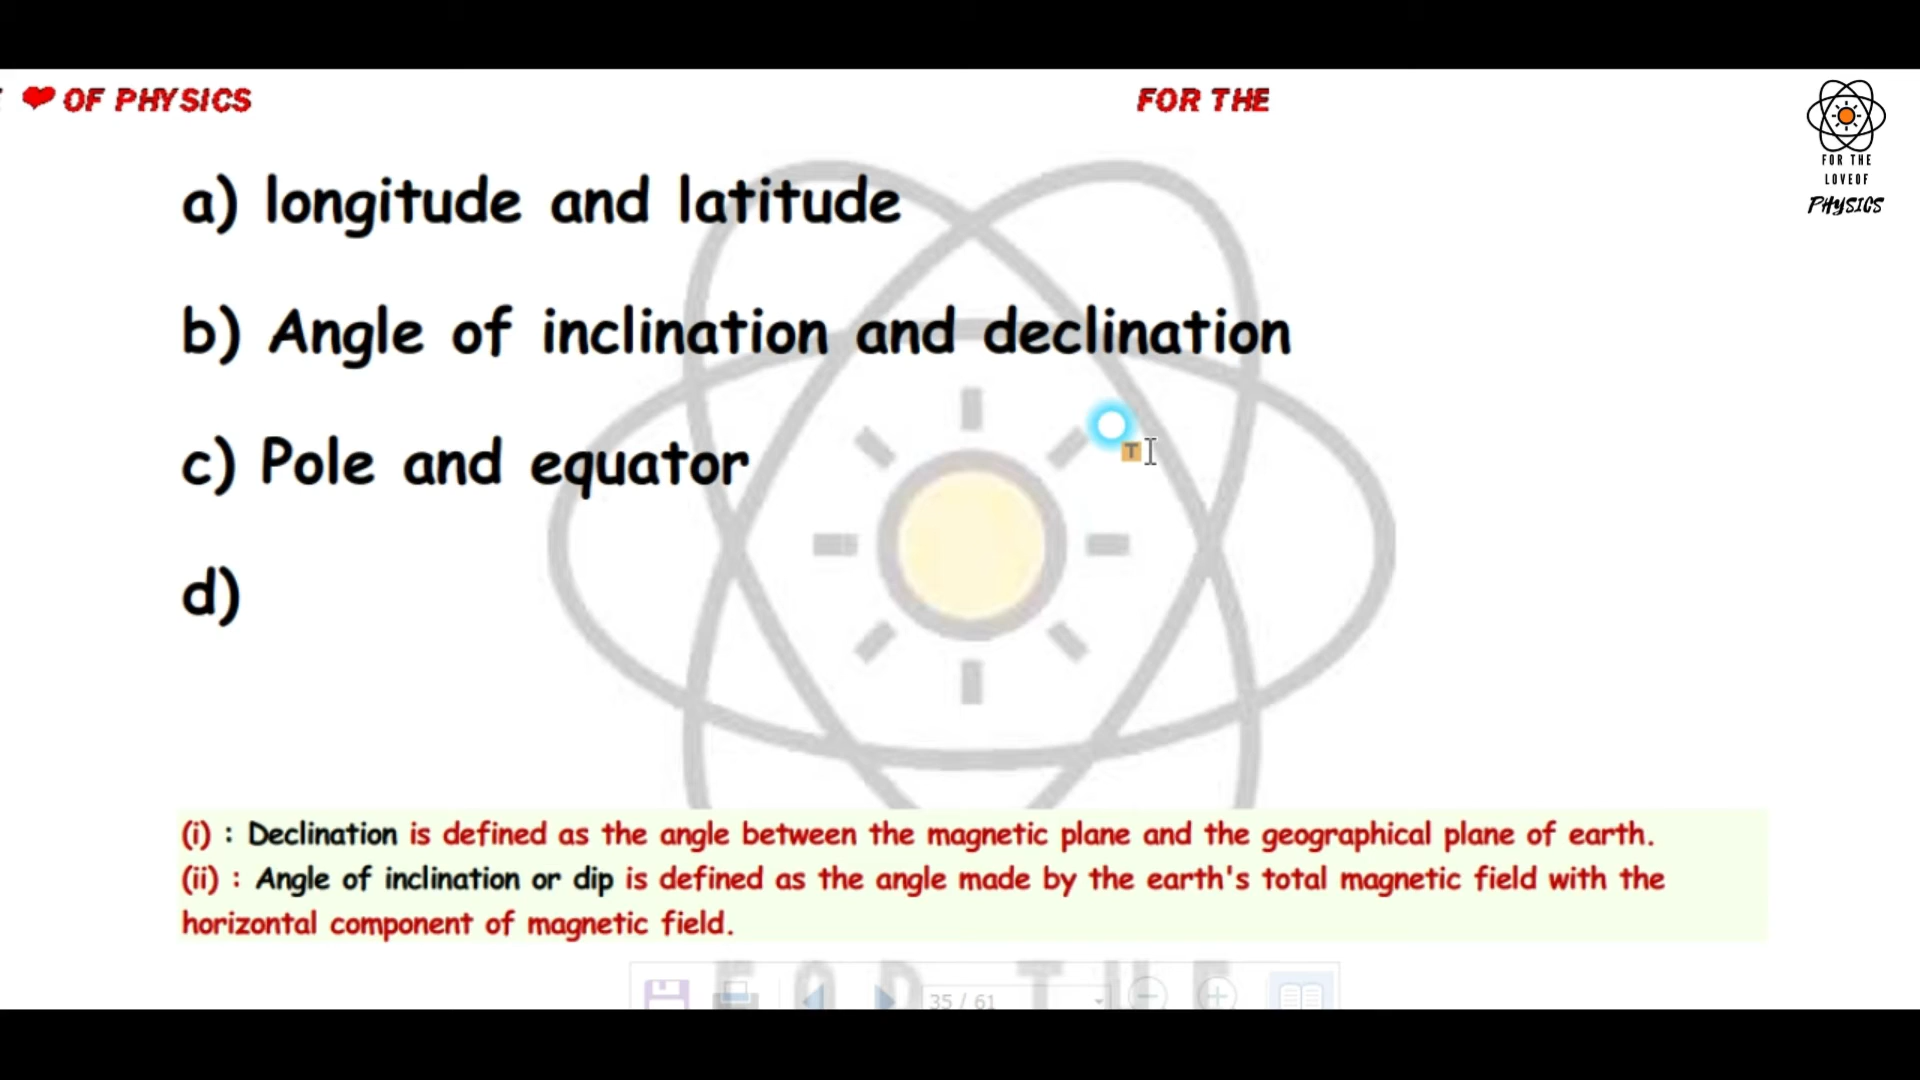 ❤ OF PHYSICS
FOR THE
FOR THE
LOVEOF
PHYSICS
a) longitude and latitude
b) Angle of inclination and declination
c) Pole and equator
d)
(i) : Declination is defined as the angle between the magnetic plane and the geographical plane of earth.
(ii) : Angle of inclination or dip is defined as the angle made by the earth's total magnetic field with the
horizontal component of magnetic field.
FOR THE
35 / 61